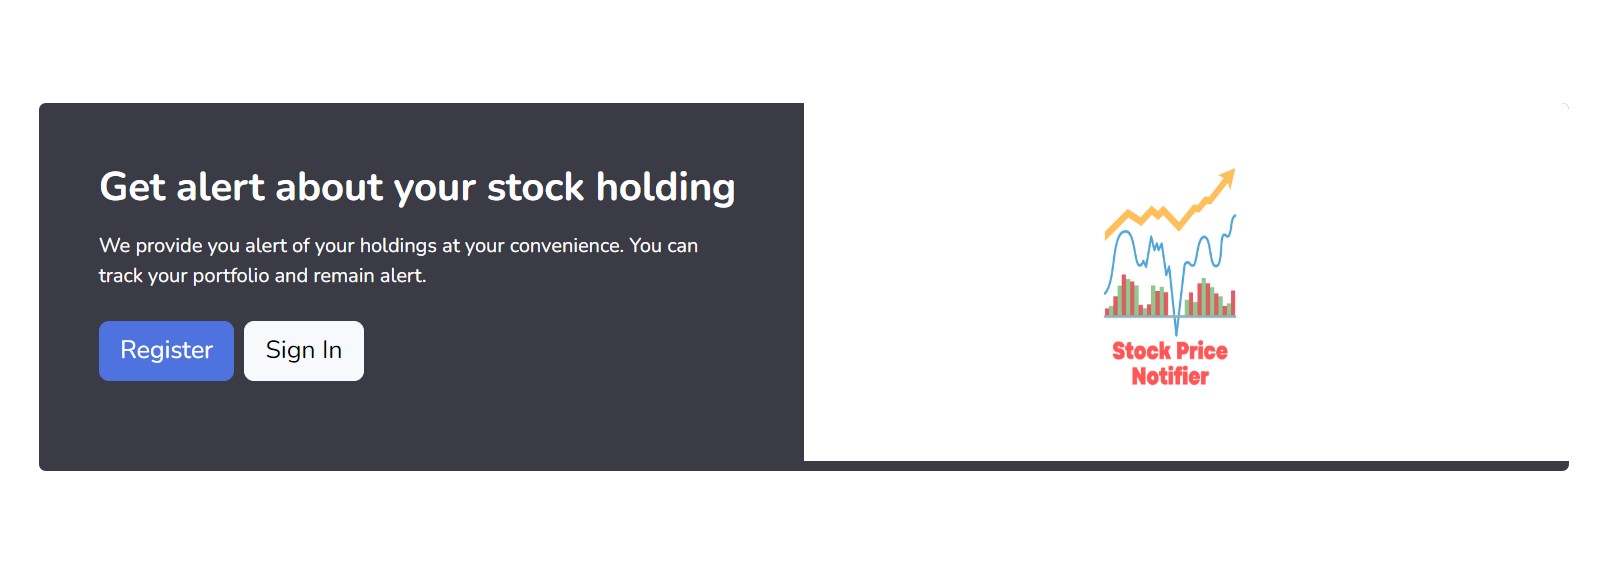 Get alert about your stock holding
We provide you alert of your holdings at your convenience. You can
track your portfolio and remain alert.
Register
Sign In
Stock Price
Notifier